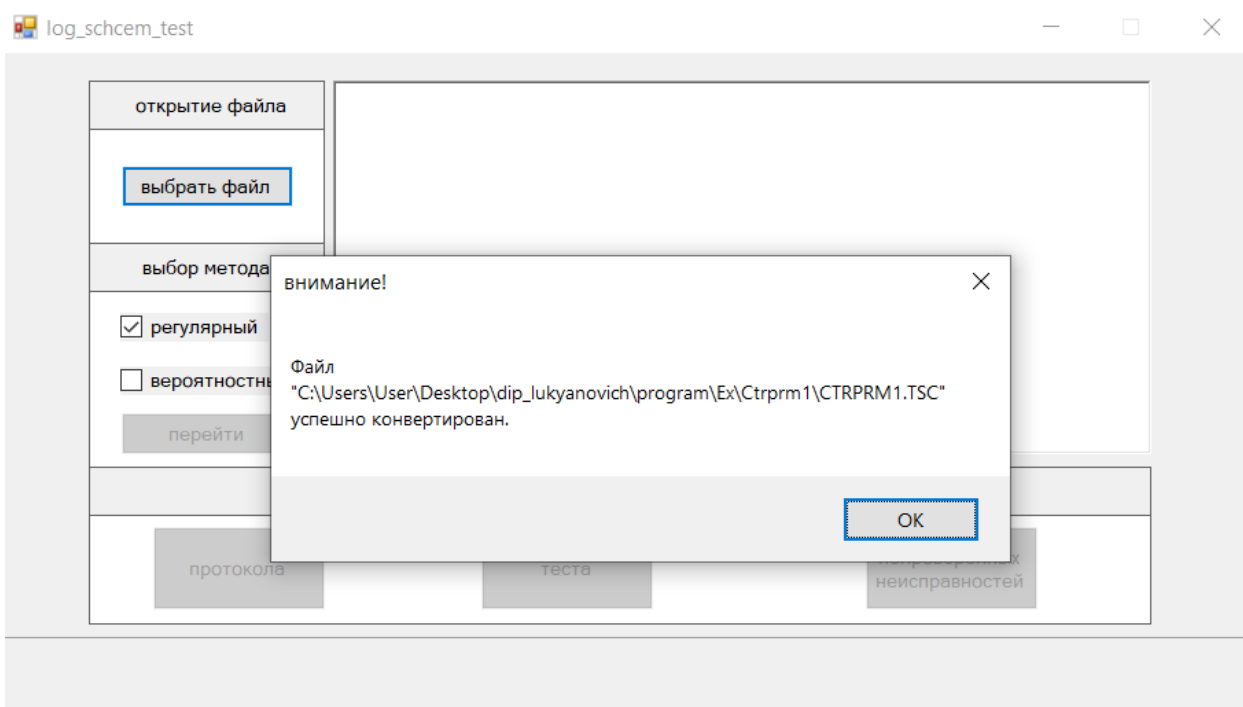 log_schcem_test
открытие файла
выбрать файл
выбор метода
регулярный
перейти
внимание!
Файл
"C:\Users\User\Desktop\dip_lukyanovich\program\Ex\Ctrprm1\CTRPRM1.TSC"
успешно конвертирован.
OK
протокола
теста
неисправностей